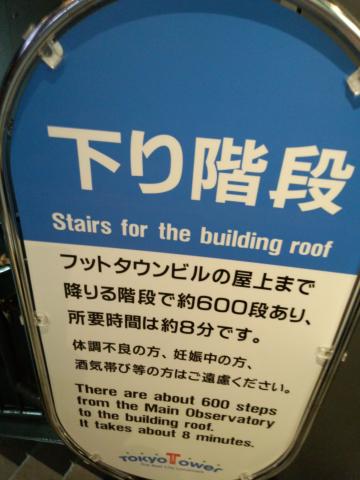 下り階段
Stairs for the building roof
フットタウンビルの屋上まで
降りる階段で約600段あり、
所要時間は約8分です。
体調不良の方、妊娠中の方、
酒気帯び等の方はご遠慮ください。
There are about 600 steps
from the Main Observatory
to the building roof.
It takes about 8 minutes.
TOKYO Tower